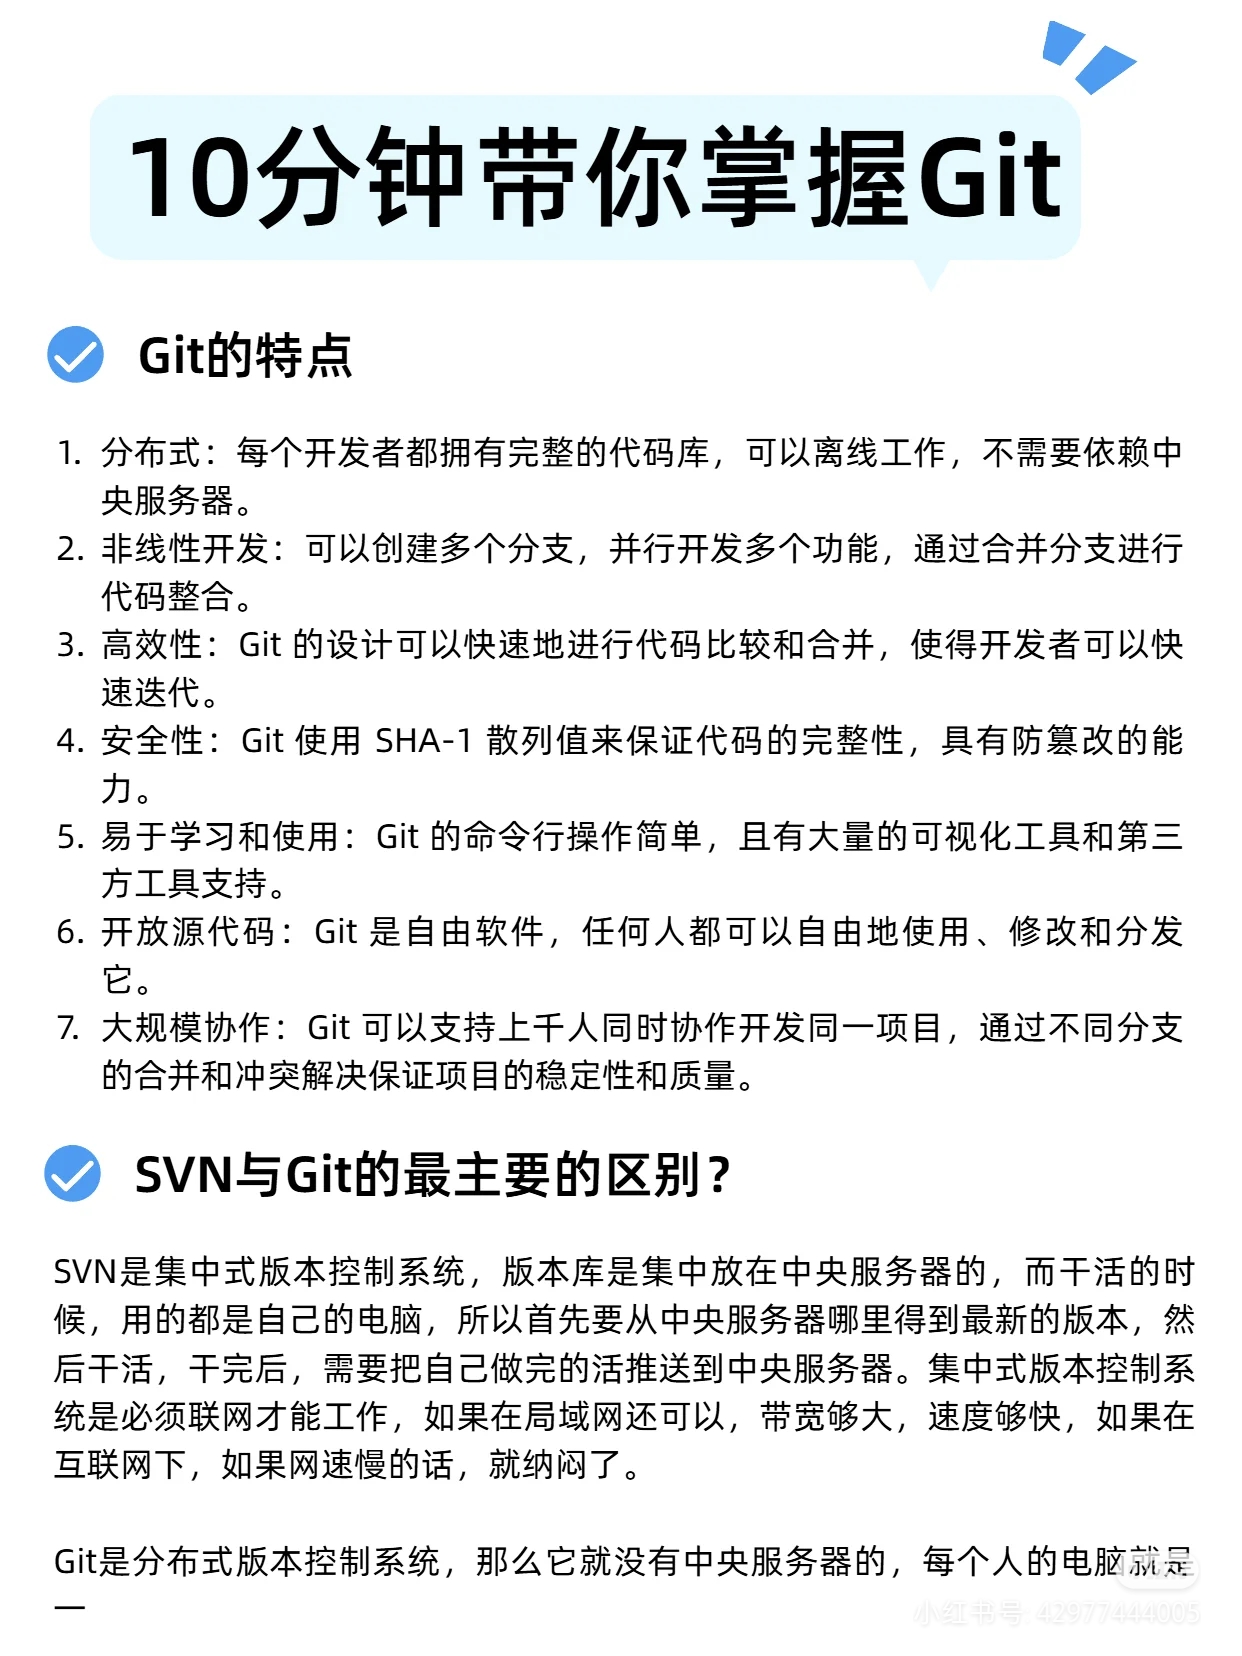 10分钟带你掌握Git
Git的特点
1. 分布式：每个开发者都拥有完整的代码库，可以离线工作，不需要依赖中
央服务器。
2. 非线性开发：可以创建多个分支，并行开发多个功能，通过合并分支进行
代码整合。
3. 高效性：Git 的设计可以快速地进行代码比较和合并，使得开发者可以快
速迭代。
4. 安全性：Git 使用 SHA-1 散列值来保证代码的完整性，具有防篡改的能
力。
5. 易于学习和使用：Git 的命令行操作简单，且有大量的可视化工具和第三
方工具支持。
6. 开放源代码：Git 是自由软件，任何人都可以自由地使用、修改和分发
它。
7. 大规模协作：Git 可以支持上千人同时协作开发同一项目，通过不同分支
的合并和冲突解决保证项目的稳定性和质量。
SVN与Git的最主要的区别？
SVN是集中式版本控制系统，版本库是集中放在中央服务器的，而干活的时
候，用的都是自己的电脑，所以首先要从中央服务器哪里得到最新的版本，然
后干活，干完后，需要把自己做完的活推送到中央服务器。集中式版本控制系
统是必须联网才能工作，如果在局域网还可以，带宽够大，速度够快，如果在
互联网下，如果网速慢的话，就纳闷了。
Git是分布式版本控制系统，那么它就没有中央服务器的，每个人的电脑就是
一
小红书号: 42977444005